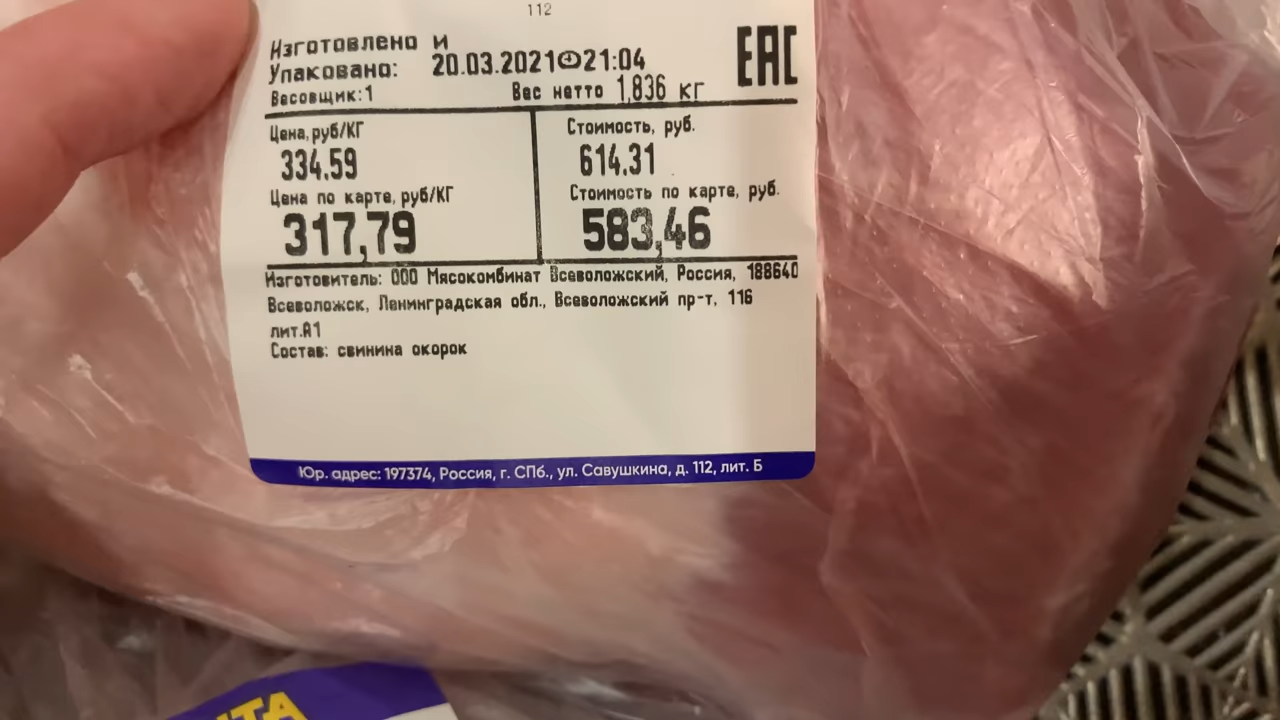 112
Изготовлено и
Упаковано: 20.03.2021 21:04
EAC
Весовщик:1 Вес нетто 1,836 кг
Цена,руб/КГ Стоимость, руб.
334.59 614.31
Цена по карте, руб/КГ Стоимость по карте, руб.
317,79 583,46
Изготовитель: ООО Мясокомбинат Всеволожский, Россия, 188640
Всеволожск, Ленинградская обл., Всеволожский пр-т, 116
лит.А1
Состав: свинина окорок
Юр. адрес: 197374, Россия, г. СПб., ул. Савушкина, д. 112, лит. Б